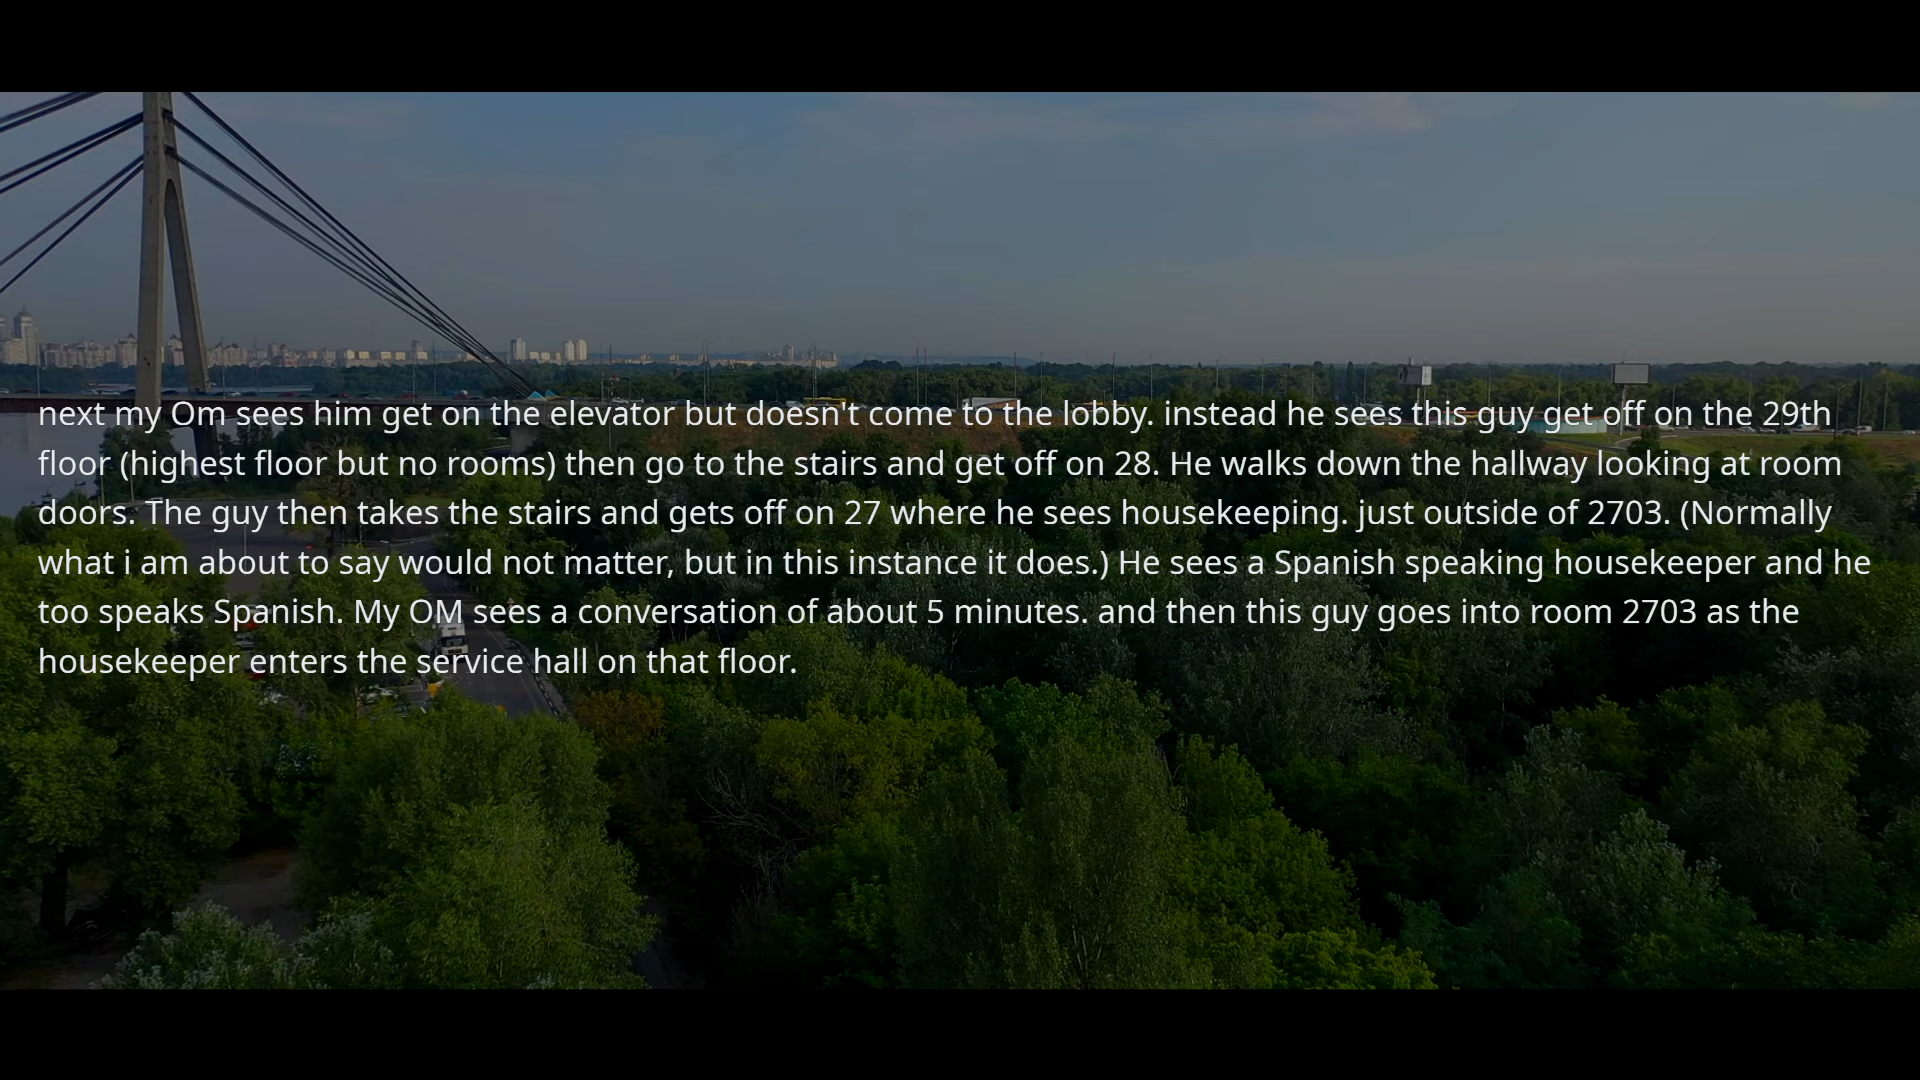 next my Om sees him get on the elevator but doesn't come to the lobby. instead he sees this guy get off on the 29th
floor (highest floor but no rooms) then go to the stairs and get off on 28. He walks down the hallway looking at room
doors. The guy then takes the stairs and gets off on 27 where he sees housekeeping. just outside of 2703. (Normally
what i am about to say would not matter, but in this instance it does.) He sees a Spanish speaking housekeeper and he
too speaks Spanish. My OM sees a conversation of about 5 minutes. and then this guy goes into room 2703 as the
housekeeper enters the service hall on that floor.